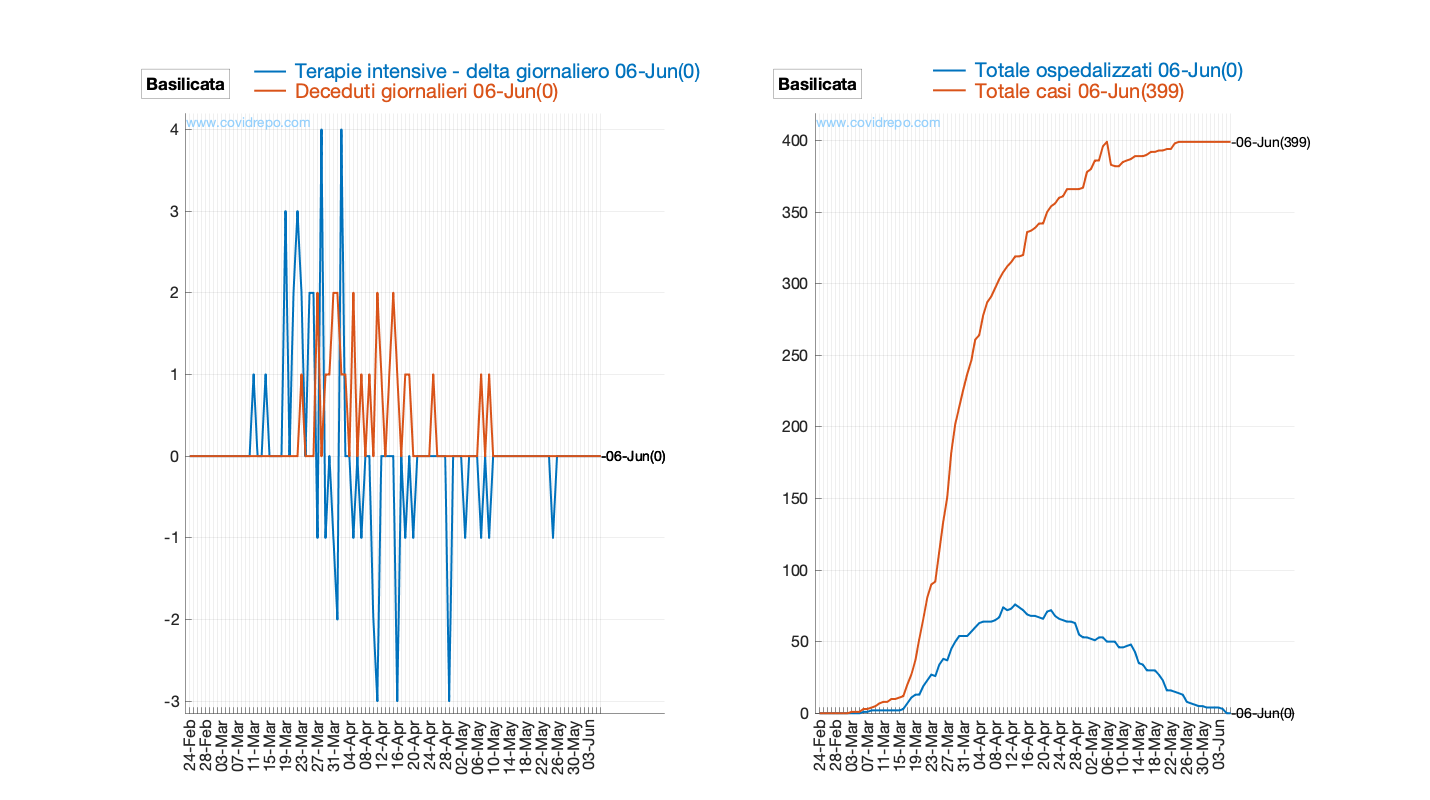 Basilicata
Terapie intensive - delta giornaliero 06-Jun(0)
Deceduti giornalieri 06-Jun(0)
www.covidrepo.com
4
3
2
1
0
-1
-2
-3
-06-Jun(0)
24-Feb
28-Feb
03-Mar
07-Mar
11-Mar
15-Mar
19-Mar
23-Mar
27-Mar
31-Mar
04-Apr
08-Apr
12-Apr
16-Apr
20-Apr
24-Apr
28-Apr
02-May
06-May
10-May
14-May
18-May
22-May
26-May
30-May
03-Jun
Basilicata
Totale ospedalizzati 06-Jun(0)
Totale casi 06-Jun(399)
www.covidrepo.com
400
350
300
250
200
150
100
50
0
-06-Jun(399)
-06-Jun(0)
24-Feb
28-Feb
03-Mar
07-Mar
11-Mar
15-Mar
19-Mar
23-Mar
27-Mar
31-Mar
04-Apr
08-Apr
12-Apr
16-Apr
20-Apr
24-Apr
28-Apr
02-May
06-May
10-May
14-May
18-May
22-May
26-May
30-May
03-Jun